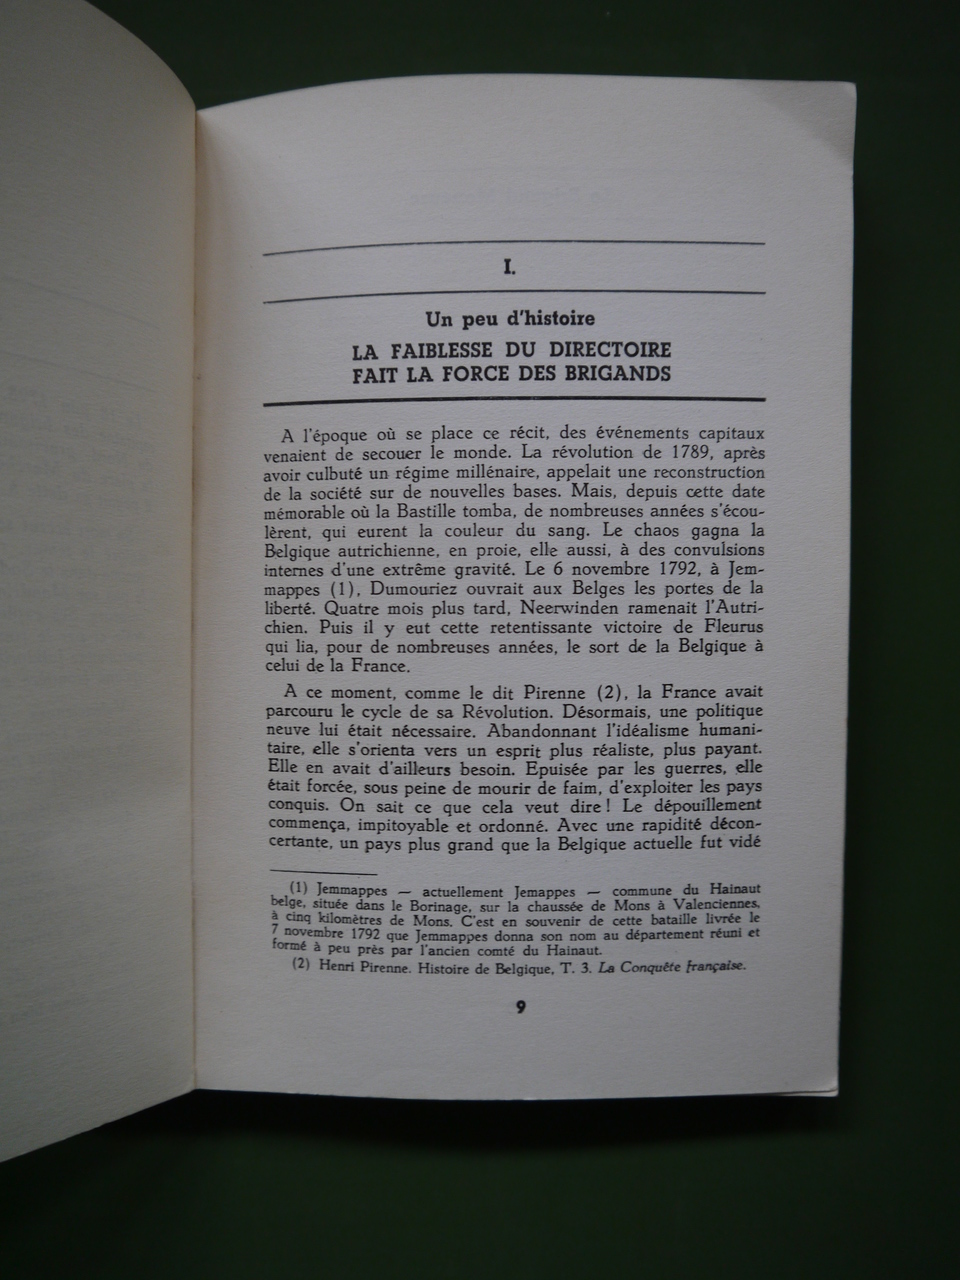 I.
Un peu d'histoire
LA FAIBLESSE DU DIRECTOIRE
FAIT LA FORCE DES BRIGANDS
A l'époque où se place ce récit, des événements capitaux
venaient de secouer le monde. La révolution de 1789, après
avoir culbuté un régime millénaire, appelait une reconstruction
de la société sur de nouvelles bases. Mais, depuis cette date
mémorable où la Bastille tomba, de nombreuses années s'écou-
lèrent, qui eurent la couleur du sang. Le chaos gagna la
Belgique autrichienne, en proie, elle aussi, à des convulsions
internes d'une extrême gravité. Le 6 novembre 1792, à Jem-
mappes (1), Dumouriez ouvrait aux Belges les portes de la
liberté. Quatre mois plus tard, Neerwinden ramenait l'Autri-
chien. Puis il y eut cette retentissante victoire de Fleurus
qui lia, pour de nombreuses années, le sort de la Belgique à
celui de la France.
A ce moment, comme le dit Pirenne (2), la France avait
parcouru le cycle de sa Révolution. Désormais, une politique
neuve lui était nécessaire. Abandonnant l'idéalisme humani-
taire, elle s'orienta vers un esprit plus réaliste, plus payant.
Elle en avait d'ailleurs besoin. Epuisée par les guerres, elle
était forcée, sous peine de mourir de faim, d'exploiter les pays
conquis. On sait ce que cela veut dire ! Le dépouillement
commença, impitoyable et ordonné. Avec une rapidité décon-
certante, un pays plus grand que la Belgique actuelle fut vidé
(1) Jemmappes — actuellement Jemappes — commune du Hainaut
belge, située dans le Borinage, sur la chaussée de Mons à Valenciennes,
à cinq kilomètres de Mons. C'est en souvenir de cette bataille livrée le
7 novembre 1792 que Jemmappes donna son nom au département réuni et
formé à peu près par l'ancien comté du Hainaut.
(2) Henri Pirenne. Histoire de Belgique, T. 3. La Conquête française.
9